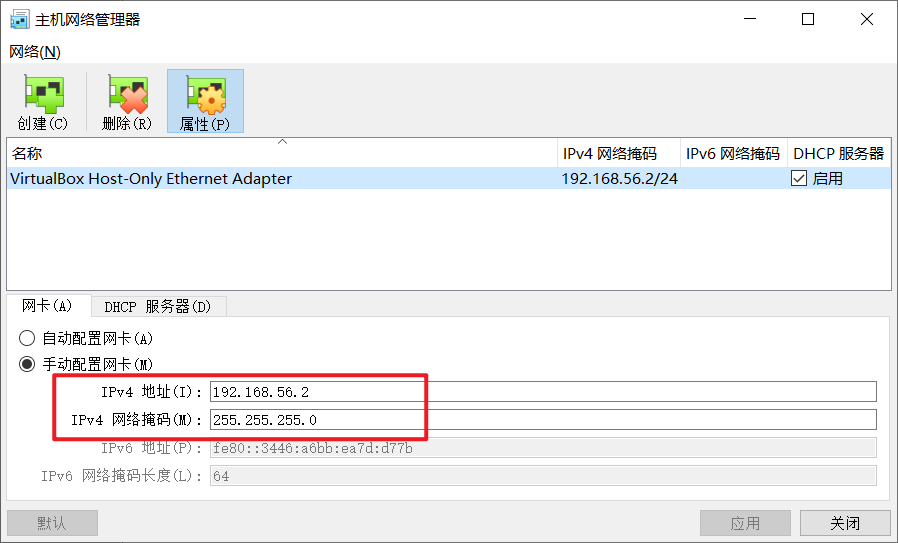 主机网络管理器
网络(N)
创建(C) 删除(R) 属性(P)
名称 IPv4 网络掩码 IPv6 网络掩码 DHCP 服务器
VirtualBox Host-Only Ethernet Adapter 192.168.56.2/24 启用
网卡(A) DHCP 服务器(D)
自动配置网卡(A)
手动配置网卡(M)
IPv4 地址(I): 192.168.56.2
IPv4 网络掩码(M): 255.255.255.0
IPv6 地址(P): fe80::3446:a6bb:ea7d:d77b
IPv6 网络掩码长度(L): 64
默认 应用 关闭